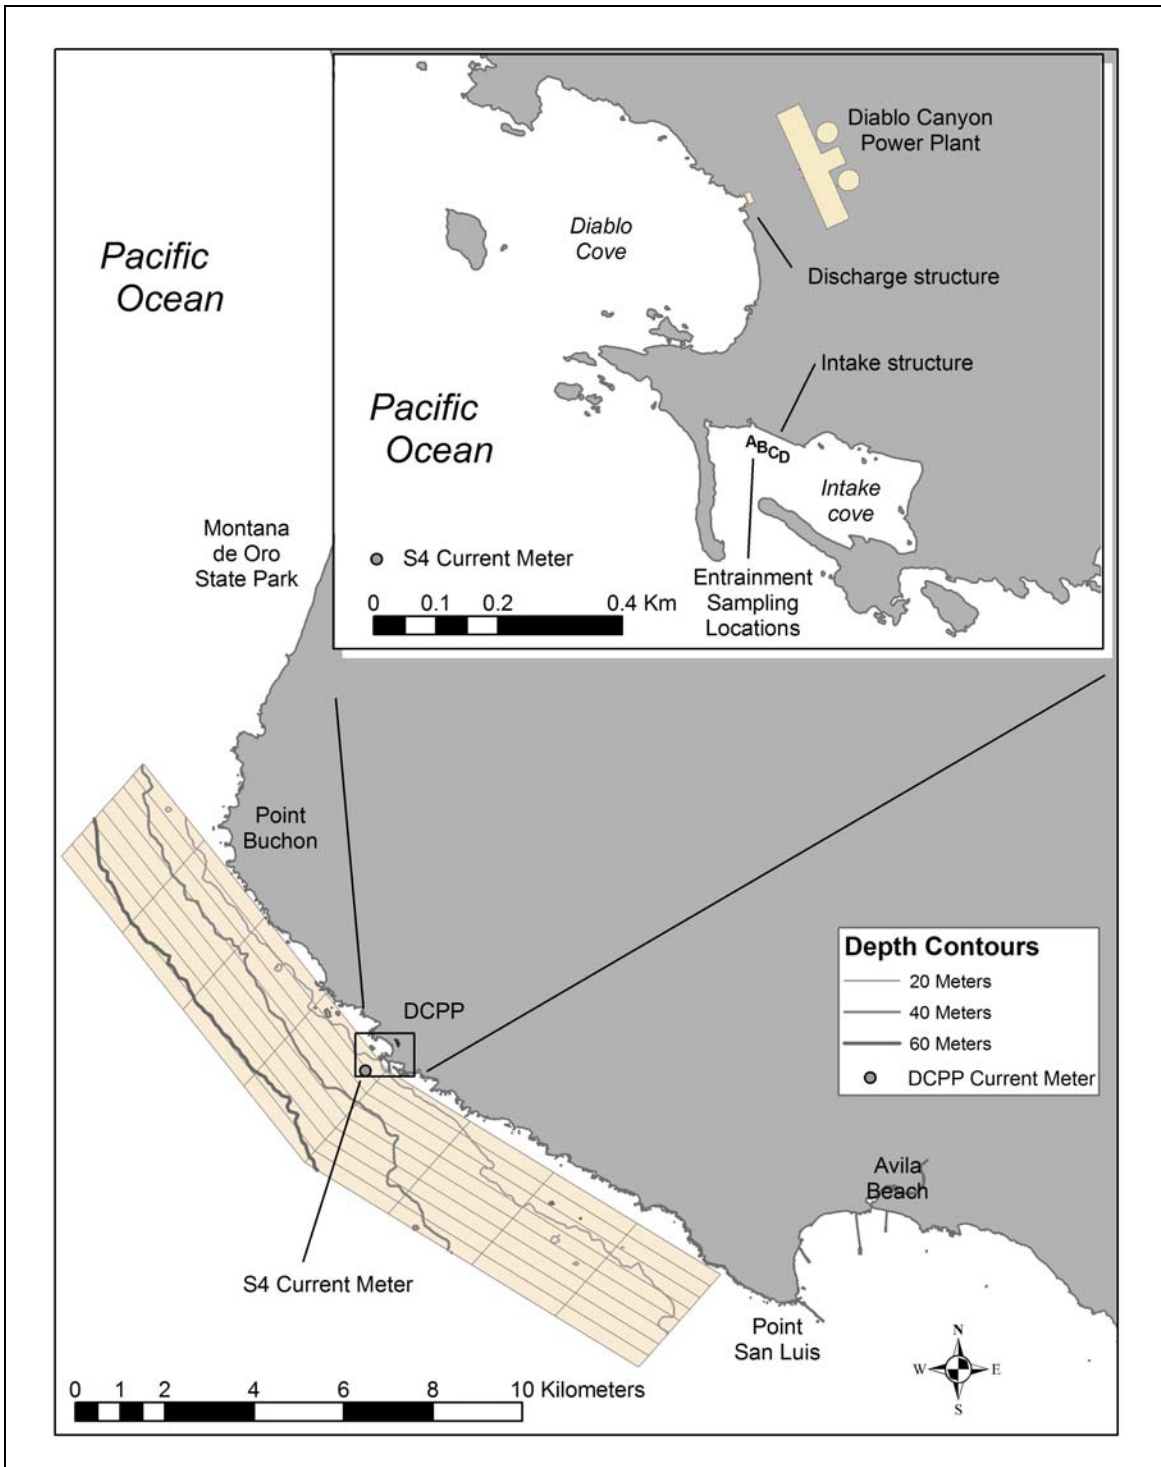 Diablo Canyon
Power Plant
Diablo
Cove
Pacific
Ocean
Discharge structure
Intake structure
Pacific
Ocean
ABCD
Intake
cove
Montana
de Oro
State Park
S4 Current Meter
Entrainment
Sampling
Locations
0 0.1 0.2 0.4 Km
Point
Buchon
Depth Contours
20 Meters
40 Meters
60 Meters
DCPP Current Meter
DCPP
Avila
Beach
S4 Current Meter
Point
San Luis
N
W E
S
0 1 2 4 6 8 10 Kilometers